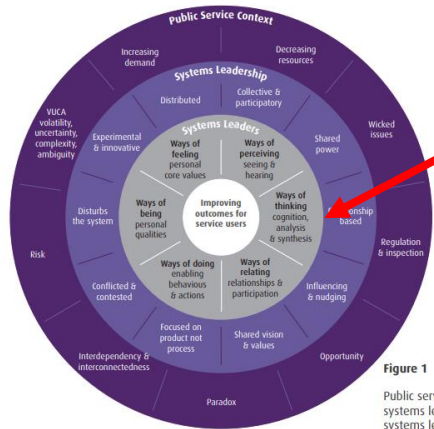 Public Service Context
Increasing
demand
Decreasing
resources
Systems Leadership
Distributed
Collective &
participatory
VUCA
volatility,
uncertainty,
complexity,
ambiguity
Experimental
& innovative
Systems Leaders
Shared
power
Wicked
issues
Ways of
feeling
personal
core values
Ways of
perceiving
seeing &
hearing
Ways of
being
personal
qualities
Improving
outcomes for
service users
Ways of
thinking
cognition,
analysis
& synthesis
Disturbs
the system
based
Risk
Regulation
& inspection
Ways of doing
enabling
behaviour
& actions
Ways of
relating
relationships &
participation
Conflicted &
contested
Influencing
& nudging
Focused on
product not
process
Shared vision
& values
Interdependency &
interconnectedness
Opportunity
Paradox
Figure 1
Public serv
systems le
systems le